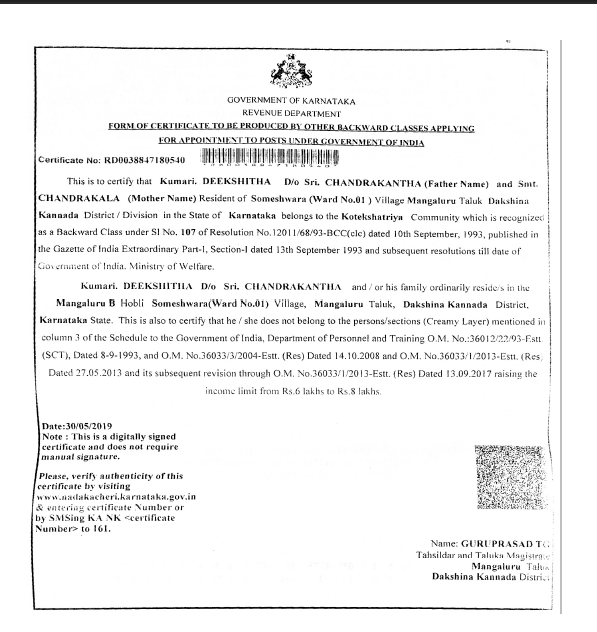 GOVERNMENT OF KARNATAKA
REVENUE DEPARTMENT
FORM OF CERTIFICATE TO BE PRODUCED BY OTHER BACKWARD CLASSES APPLYING
FOR APPOINTMENT TO POSTS UNDER GOVERNMENT OF INDIA
Certificate No: RD0038847180540
This is to certify that Kumari. DEEKSHITHA D/o Sri. CHANDRAKANTHA (Father Name) and Smt.
CHANDRAKALA (Mother Name) Resident of Someshwara (Ward No.01 ) Village Mangaluru Taluk Dakshina
Kannada District / Division in the State of Karnataka belongs to the Kotekshatriya Community which is recognized
as a Backward Class under Sl No. 107 of Resolution No.12011/68/93-BCC(clc) dated 10th September, 1993, published in
the Gazette of India Extraordinary Part-1, Section-1 dated 13th September 1993 and subsequent resolutions till date of
Government of India. Ministry of Welfare.
Kumari. DEEKSHITHA D/o Sri. CHANDRAKANTHA and / or his family ordinarily resides in the
Mangaluru B Hobli Someshwara(Ward No.01) Village, Mangaluru Taluk, Dakshina Kannada District,
Karnataka State. This is also to certify that he / she does not belong to the persons/sections (Creamy Layer) mentioned in
column 3 of the Schedule to the Government of India, Department of Personnel and Training O.M. No.:36012/22/93-Estt.
(SCT), Dated 8-9-1993, and O.M. No.36033/3/2004-Estt. (Res) Dated 14.10.2008 and O.M. No.36033/1/2013-Estt. (Res)
Dated 27.05.2013 and its subsequent revision through O.M. No.36033/1/2013-Estt. (Res) Dated 13.09.2017 raising the
income limit from Rs.6 lakhs to Rs.8 lakhs.
Date:30/05/2019
Note : This is a digitally signed
certificate and does not require
manual signature.
Please, verify authenticity of this
certificate by visiting
www.nadakacheri.karnataka.gov.in
& entering certificate Number or
by SMSing KA NK <certificate
Number> to 161.
Name: GURUPRASAD TG
Tahsildar and Taluka Magistrate
Mangaluru Taluk
Dakshina Kannada District